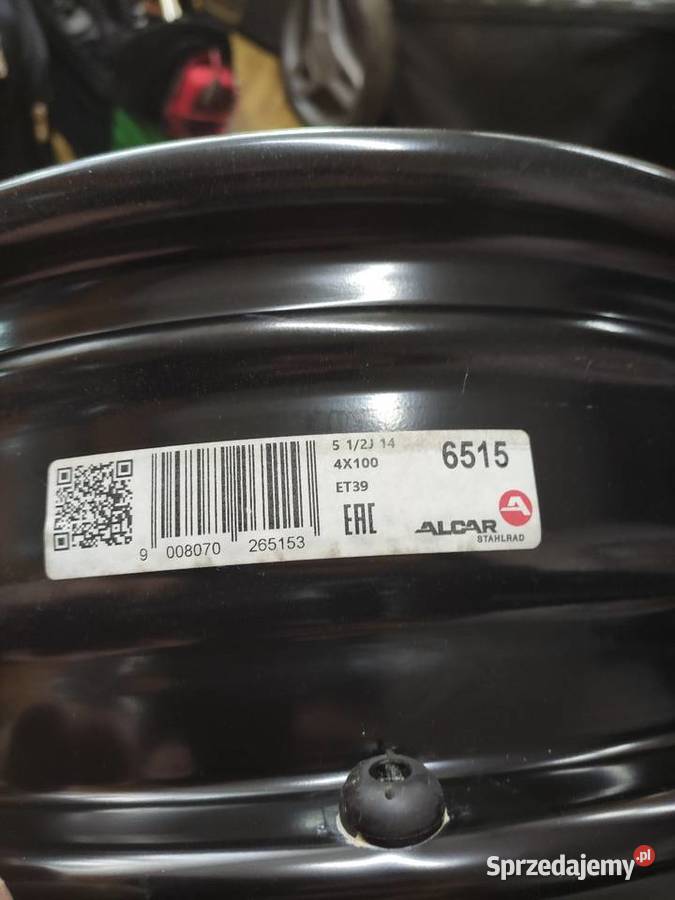 5 1/2J 14
4X100
ET39
6515
EAC
ALCAR
STAHLRAD
9 008070 265153
Sprzedajemy.pl